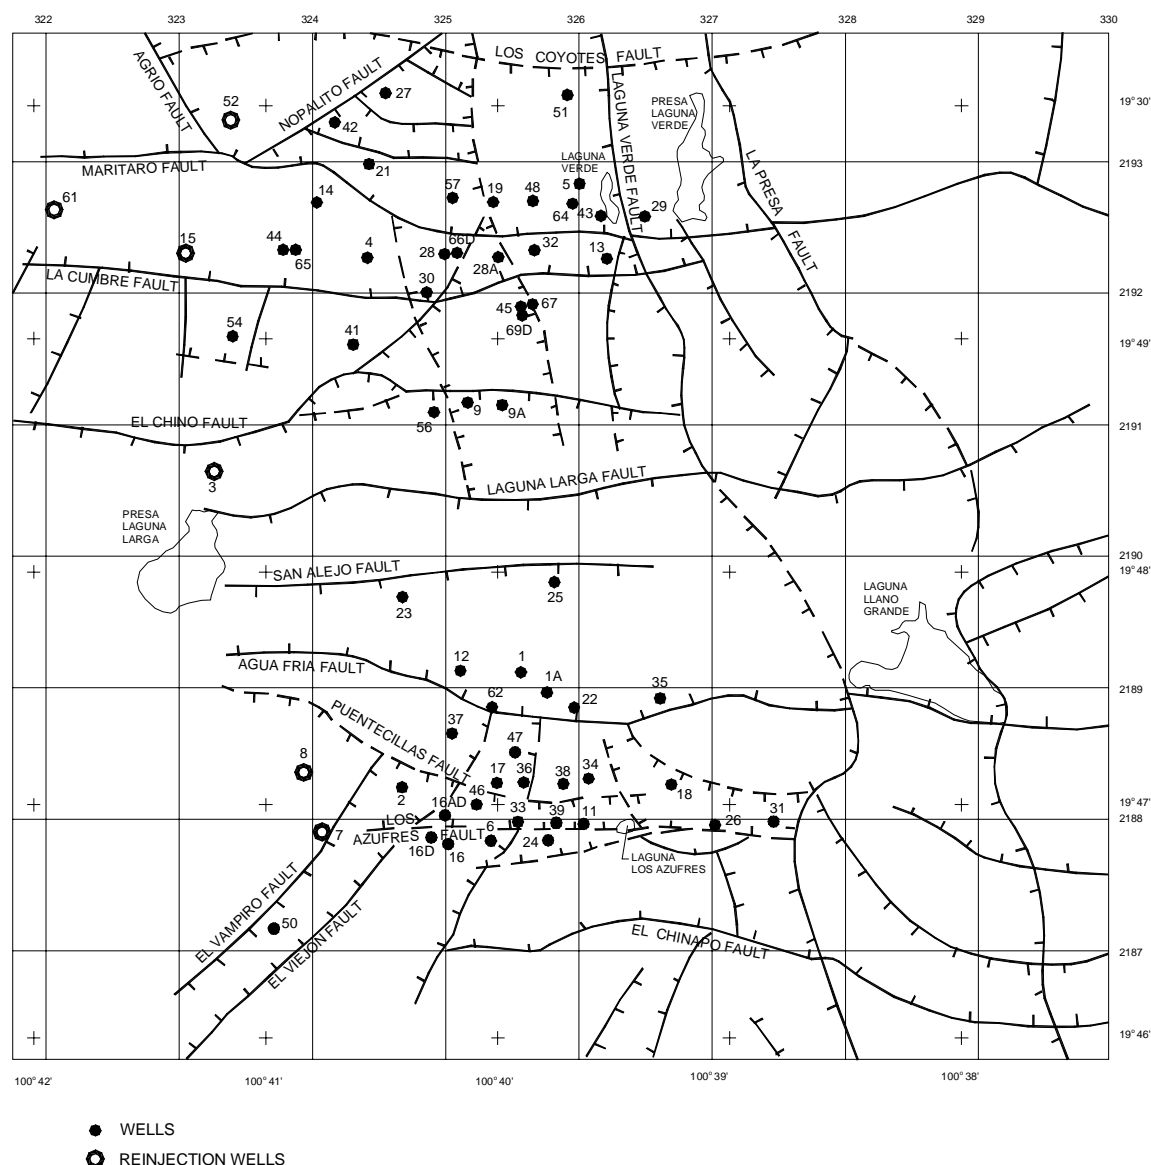 322 323 324 325 326 327 328 329 330
LOS COYOTES FAULT
AGRIO FAULT
NOPALITO FAULT
LAGUNA VERDE FAULT
27
51
52
42
PRESA
LAGUNA
VERDE
19°30'
MARITARO FAULT
21
LAGUNA
VERDE
LA PRESA FAULT
2193
61
14
57
19
48
5
64
43
29
15
44
65
4
28
66D
28A
32
13
LA CUMBRE FAULT
30
45
67
69D
2192
54
41
19°49'
EL CHINO FAULT
56
9
9A
2191
3
LAGUNA LARGA FAULT
PRESA
LAGUNA
LARGA
2190
19°48'
SAN ALEJO FAULT
23
25
LAGUNA
LLANO
GRANDE
AGUA FRIA FAULT
12
1
1A
62
22
35
2189
PUENTECILLAS FAULT
37
47
8
2
17
36
38
34
18
46
16AD
33
39
11
26
31
19°47'
2188
7
LOS
AZUFRES FAULT
16D
16
6
24
LAGUNA
LOS AZUFRES
EL VAMPIRO FAULT
50
EL VIEJON FAULT
EL CHINAPO FAULT
2187
19°46'
100°42' 100°41' 100°40' 100°39' 100°38'
WELLS
REINJECTION WELLS